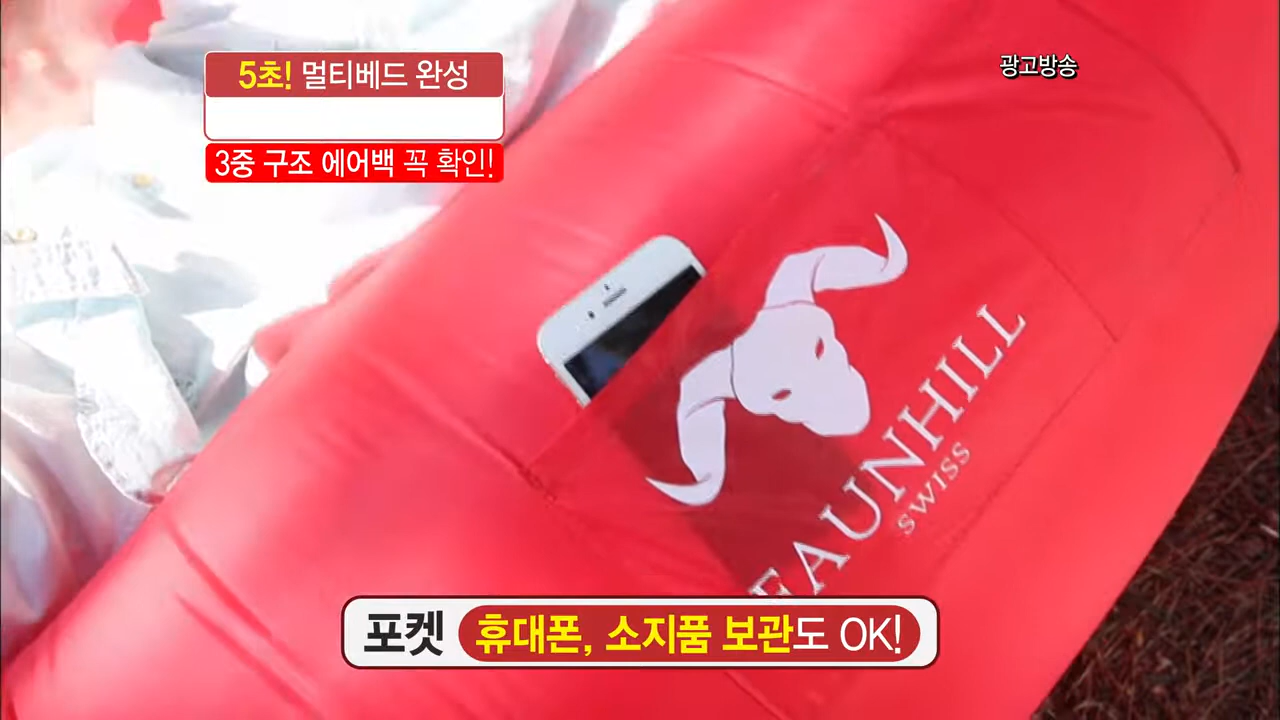 5초! 멀티베드 완성
3중 구조 에어백 꼭 확인!
광고방송
FAUNHILL
SWISS
포켓 휴대폰, 소지품 보관도 OK!